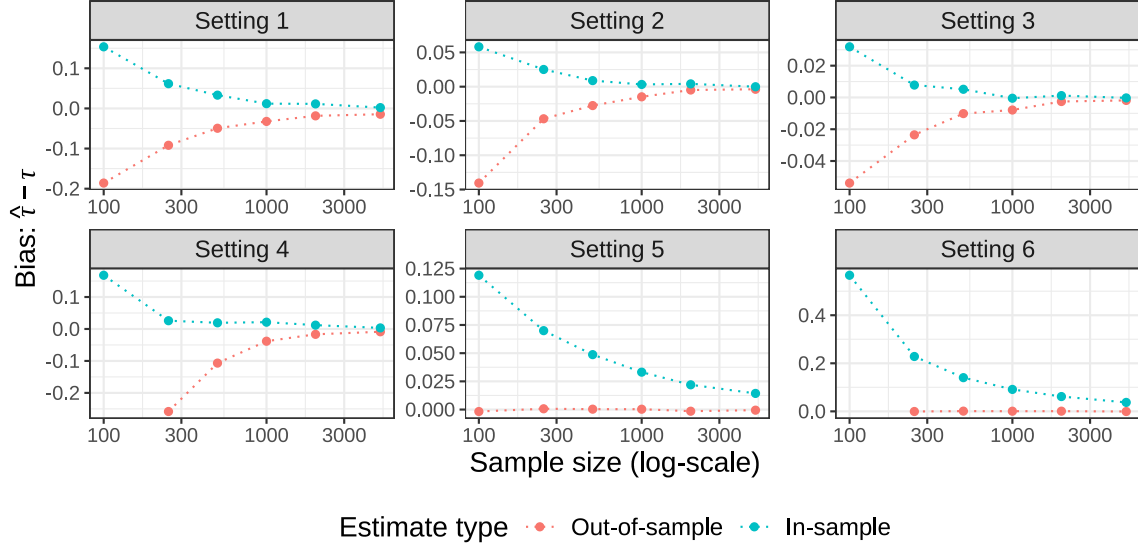 Setting 1 Setting 2 Setting 3
0.1 0.0 -0.1 -0.2
0.05 0.00 -0.05 -0.10 -0.15
0.02 0.00 -0.02 -0.04
100 300 1000 3000 100 300 1000 3000 100 300 1000 3000
Bias: τ̂ − τ
Setting 4 Setting 5 Setting 6
0.1 0.0 -0.1 -0.2
0.125 0.100 0.075 0.050 0.025 0.000
0.4 0.2 0.0
100 300 1000 3000 100 300 1000 3000 100 300 1000 3000
Sample size (log-scale)
Estimate type Out-of-sample In-sample